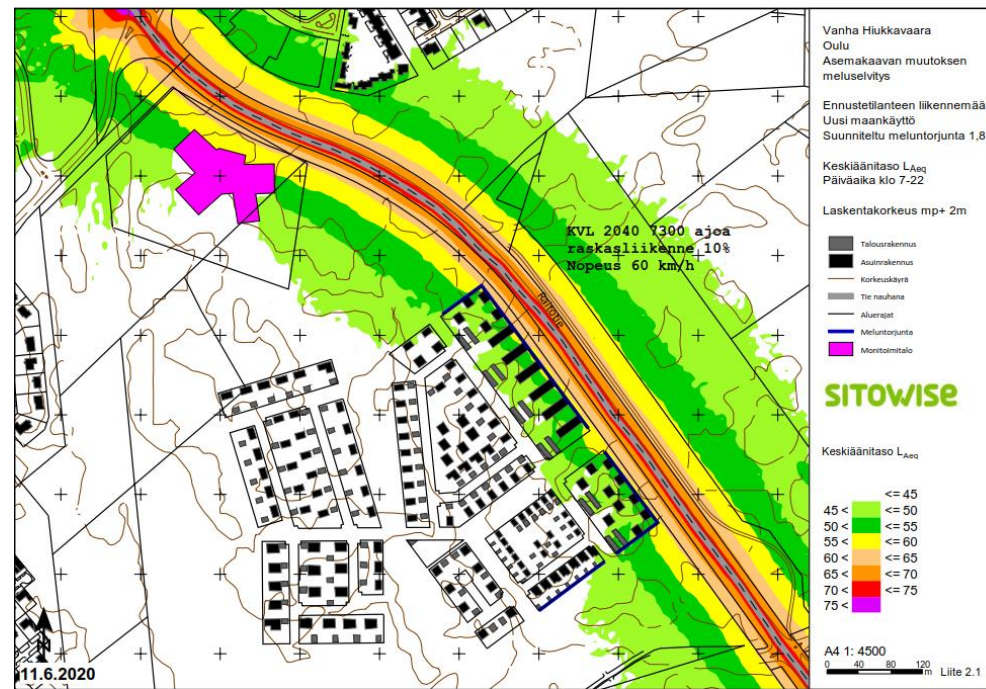 Vanha Hiukkavaara
Oulu
Asemakaavan muutoksen
meluselvitys
Ennustetilanteen liikennemää
Uusi maankäyttö
Suunniteltu meluntorjunta 1,8
Keskiäänitaso LAeq
Päiväaika klo 7-22
Laskentakorkeus mp+ 2m
Talousrakennus
Asuinrakennus
Korkeuskäyrä
Tie nauhana
Aluerajat
Meluntorjunta
Monitoimitalo
SITOWISE
Keskiäänitaso LAeq
<= 45
45 < <= 50
50 < <= 55
55 < <= 60
60 < <= 65
65 < <= 70
70 < <= 75
75 <
A4 1: 4500
0 40 80 120
m Liite 2.1
KVL 2040 7300 ajoa
raskasliikenne 10%
Nopeus 60 km/h
Raitotie
11.6.2020